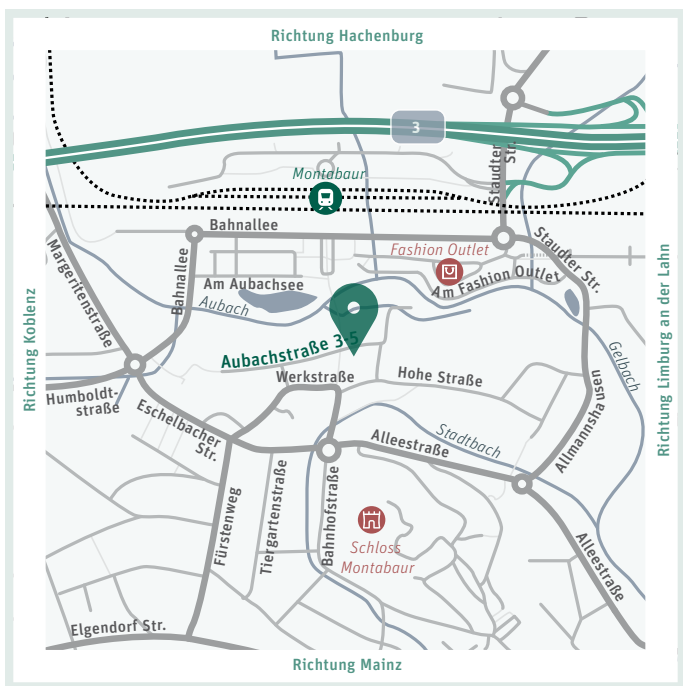 Richtung Hachenburg
3
Staudter
Str.
Montabaur
Bahnallee
Fashion Outlet
Staudter Str.
Margeritenstraße
Bahnallee
Am Aubachsee
Am Fashion Outlet
Aubach
Richtung Koblenz
Richtung Limburg an der Lahn
Aubachstraße 3-5
Gelbach
Werkstraße
Hohe Straße
Humboldt-
straße
Eschelbacher
Str.
Alleestraße
Stadtbach
Allmannshausen
Fürstenweg
Tiergartenstraße
Bahnhofstraße
Schloss
Montabaur
Alleestraße
Elgendorf Str.
Richtung Mainz